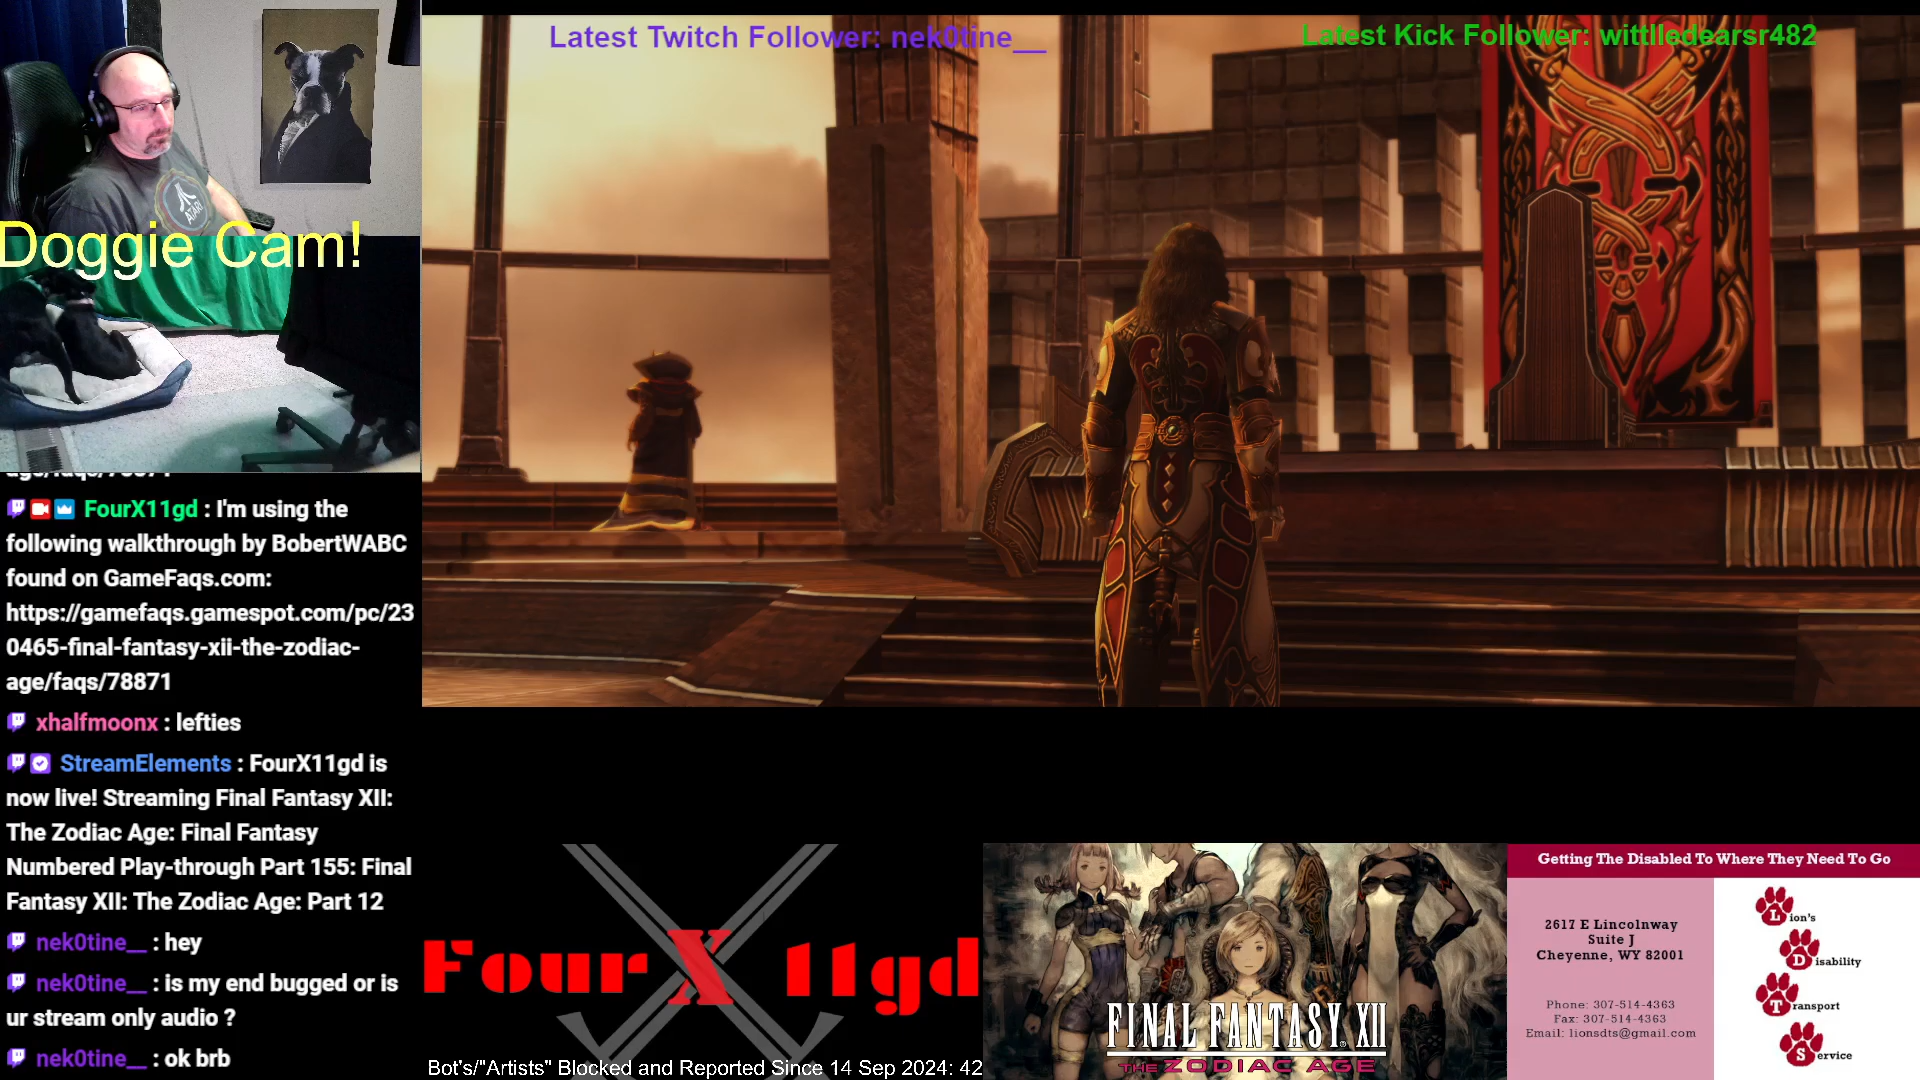 Latest Twitch Follower: nek0tine__
Latest Kick Follower: wittlledearsr482
ATARI
Doggie Cam!
FourX11gd : I'm using the
following walkthrough by BobertWABC
found on GameFaqs.com:
https://gamefaqs.gamespot.com/pc/23
0465-final-fantasy-xii-the-zodiac-
age/faqs/78871
xhalfmoonx : lefties
StreamElements : FourX11gd is
now live! Streaming Final Fantasy XII:
The Zodiac Age: Final Fantasy
Numbered Play-through Part 155: Final
Fantasy XII: The Zodiac Age: Part 12
nek0tine__ : hey
nek0tine__ : is my end bugged or is
ur stream only audio ?
nek0tine__ : ok brb
FourX11gd
Bot's/"Artists" Blocked and Reported Since 14 Sep 2024: 42
FINAL FANTASY XII
THE ZODIAC AGE
Getting The Disabled To Where They Need To Go
2617 E Lincolnway
Suite J
Cheyenne, WY 82001
Phone: 307-514-4363
Fax: 307-514-4363
Email: lionsdts@gmail.com
Lion's
Disability
Transport
Service